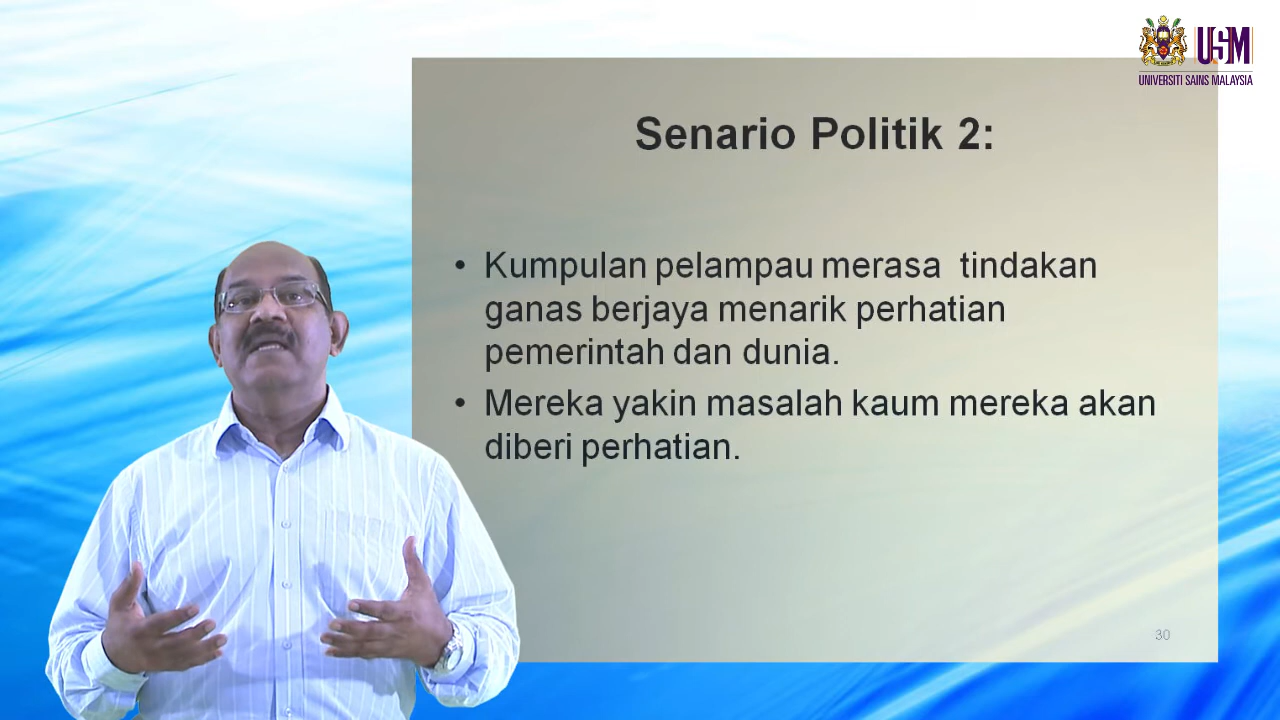 USM
UNIVERSITI SAINS MALAYSIA
Senario Politik 2:
• Kumpulan pelampau merasa tindakan
ganas berjaya menarik perhatian
pemerintah dan dunia.
• Mereka yakin masalah kaum mereka akan
diberi perhatian.
30